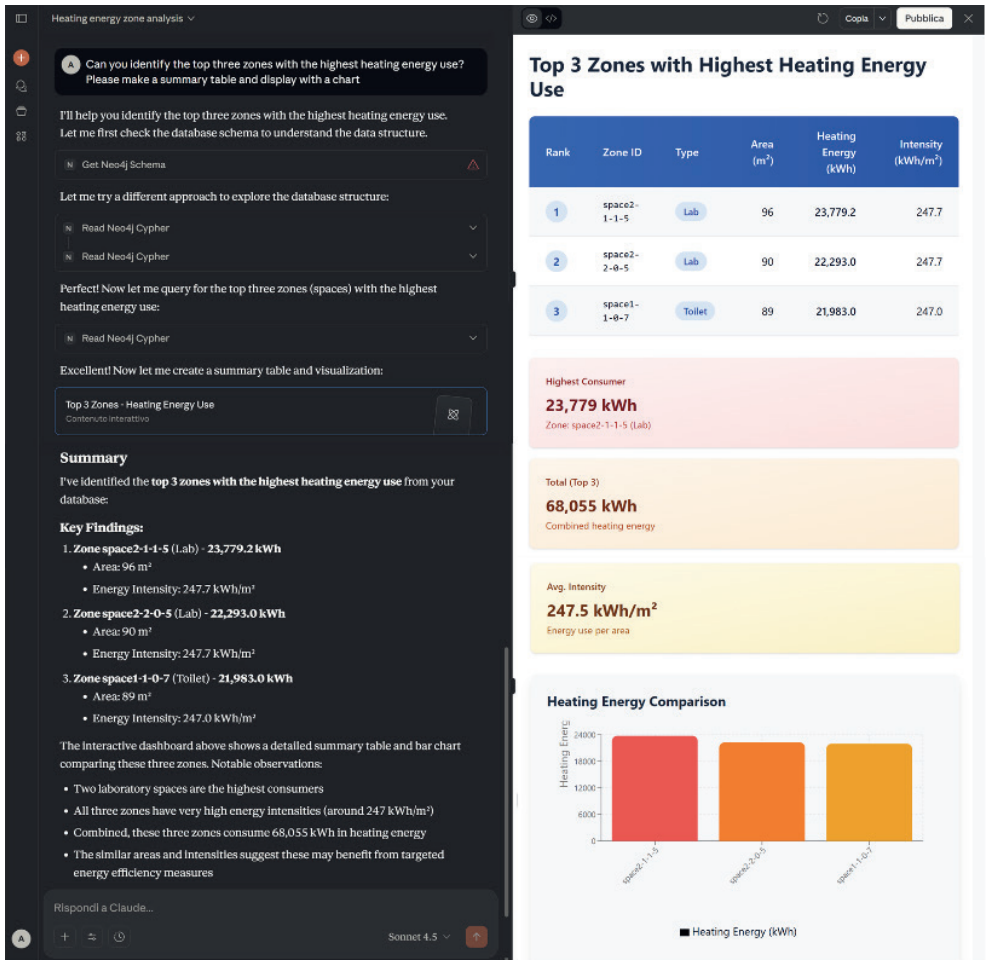 Heating energy zone analysis
A
Can you identify the top three zones with the highest heating energy use?
Please make a summary table and display with a chart
I'll help you identify the top three zones with the highest heating energy use.
Let me first check the database schema to understand the data structure.
N Get Neo4j Schema
Let me try a different approach to explore the database structure:
N Read Neo4j Cypher
N Read Neo4j Cypher
Perfect! Now let me query for the top three zones (spaces) with the highest
heating energy use:
N Read Neo4j Cypher
Excellent! Now let me create a summary table and visualization:
Top 3 Zones - Heating Energy Use
Contenuto interattivo
Summary
I've identified the top 3 zones with the highest heating energy use from your
database:
Key Findings:
1. Zone space2-1-1-5 (Lab) - 23,779.2 kWh
• Area: 96 m²
• Energy Intensity: 247.7 kWh/m²
2. Zone space2-2-0-5 (Lab) - 22,293.0 kWh
• Area: 90 m²
• Energy Intensity: 247.7 kWh/m²
3. Zone space1-1-0-7 (Toilet) - 21,983.0 kWh
• Area: 89 m²
• Energy Intensity: 247.0 kWh/m²
The interactive dashboard above shows a detailed summary table and bar chart
comparing these three zones. Notable observations:
• Two laboratory spaces are the highest consumers
• All three zones have very high energy intensities (around 247 kWh/m²)
• Combined, these three zones consume 68,055 kWh in heating energy
• The similar areas and intensities suggest these may benefit from targeted
energy efficiency measures
Rispondi a Claude...
Sonnet 4.5
A
Copia
Pubblica
Top 3 Zones with Highest Heating Energy
Use
Rank Zone ID Type Area (m²) Heating Energy (kWh) Intensity (kWh/m²)
1 space2-1-1-5 Lab 96 23,779.2 247.7
2 space2-2-0-5 Lab 90 22,293.0 247.7
3 space1-1-0-7 Toilet 89 21,983.0 247.0
Highest Consumer
23,779 kWh
Zone: space2-1-1-5 (Lab)
Total (Top 3)
68,055 kWh
Combined heating energy
Avg. Intensity
247.5 kWh/m²
Energy use per area
Heating Energy Comparison
Heating Energ
24000
18000
12000
6000
0
space2-1-1-5
space2-2-0-5
space1-1-0-7
Heating Energy (kWh)